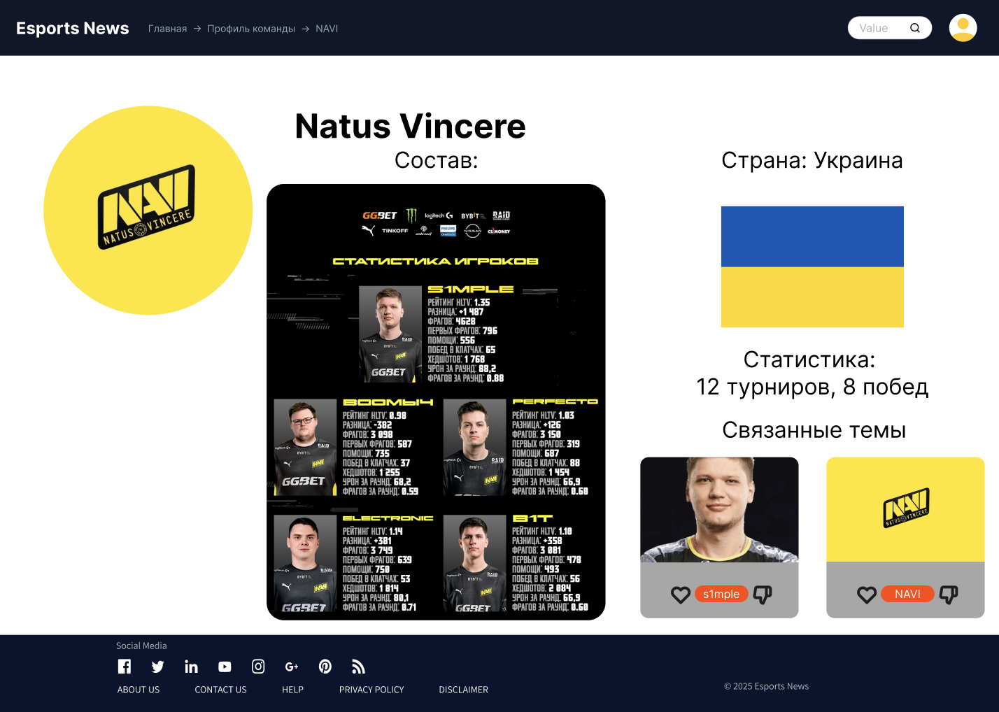 Esports News
Главная → Профиль команды → NAVI
Value
Natus Vincere
Состав:
Страна: Украина
NAVI
NATUS VINCERE
GGBET
logitech G
BYBIT
RAID
TINKOFF
PHILIPS
OneBlade
NISSAN
CS.MONEY
СТАТИСТИКА ИГРОКОВ
S1MPLE
РЕЙТИНГ HLTV: 1.35
РАЗНИЦА: +1 487
ФРАГОВ: 4628
ПЕРВЫХ ФРАГОВ: 796
ПОМОЩИ: 556
ПОБЕД В КЛАТЧАХ: 65
ХЕДШОТОВ: 1 768
УРОН ЗА РАУНД: 88,2
ФРАГОВ ЗА РАУНД: 0.88
BOOMBL4
РЕЙТИНГ HLTV: 0.98
РАЗНИЦА: -382
ФРАГОВ: 3 098
ПЕРВЫХ ФРАГОВ: 587
ПОМОЩИ: 735
ПОБЕД В КЛАТЧАХ: 37
ХЕДШОТОВ: 1 255
УРОН ЗА РАУНД: 68,2
ФРАГОВ ЗА РАУНД: 0.59
PERFECTO
РЕЙТИНГ HLTV: 1.03
РАЗНИЦА: +126
ФРАГОВ: 3 150
ПЕРВЫХ ФРАГОВ: 319
ПОМОЩИ: 687
ПОБЕД В КЛАТЧАХ: 88
ХЕДШОТОВ: 1 454
УРОН ЗА РАУНД: 66,9
ФРАГОВ ЗА РАУНД: 0.60
ELECTRONIC
РЕЙТИНГ HLTV: 1.14
РАЗНИЦА: +381
ФРАГОВ: 3 749
ПЕРВЫХ ФРАГОВ: 639
ПОМОЩИ: 750
ПОБЕД В КЛАТЧАХ: 53
ХЕДШОТОВ: 1 814
УРОН ЗА РАУНД: 80,1
ФРАГОВ ЗА РАУНД: 0.71
B1T
РЕЙТИНГ HLTV: 1.10
РАЗНИЦА: +358
ФРАГОВ: 3 081
ПЕРВЫХ ФРАГОВ: 478
ПОМОЩИ: 493
ПОБЕД В КЛАТЧАХ: 56
ХЕДШОТОВ: 2 084
УРОН ЗА РАУНД: 66,9
ФРАГОВ ЗА РАУНД: 0.60
Статистика:
12 турниров, 8 побед
Связанные темы
NAVI
NATUS VINCERE
s1mple
NAVI
Social Media
ABOUT US
CONTACT US
HELP
PRIVACY POLICY
DISCLAIMER
© 2025 Esports News